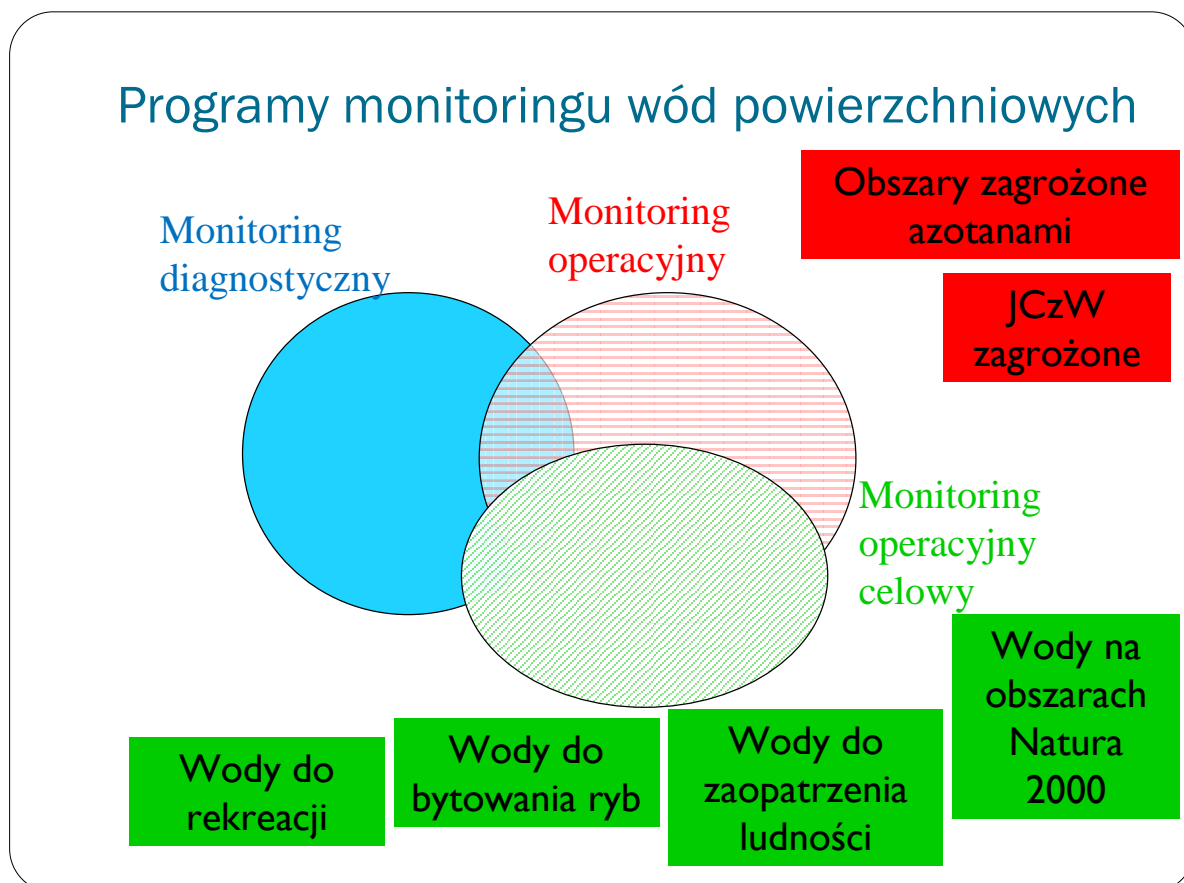 Programy monitoringu wód powierzchniowych
Obszary zagrożone
azotanami
Monitoring
operacyjny
Monitoring
diagnostyczny
JCzW
zagrożone
Monitoring
operacyjny
celowy
Wody na
obszarach
Natura
2000
Wody do
zaopatrzenia
ludności
Wody do
bytowania ryb
Wody do
rekreacji